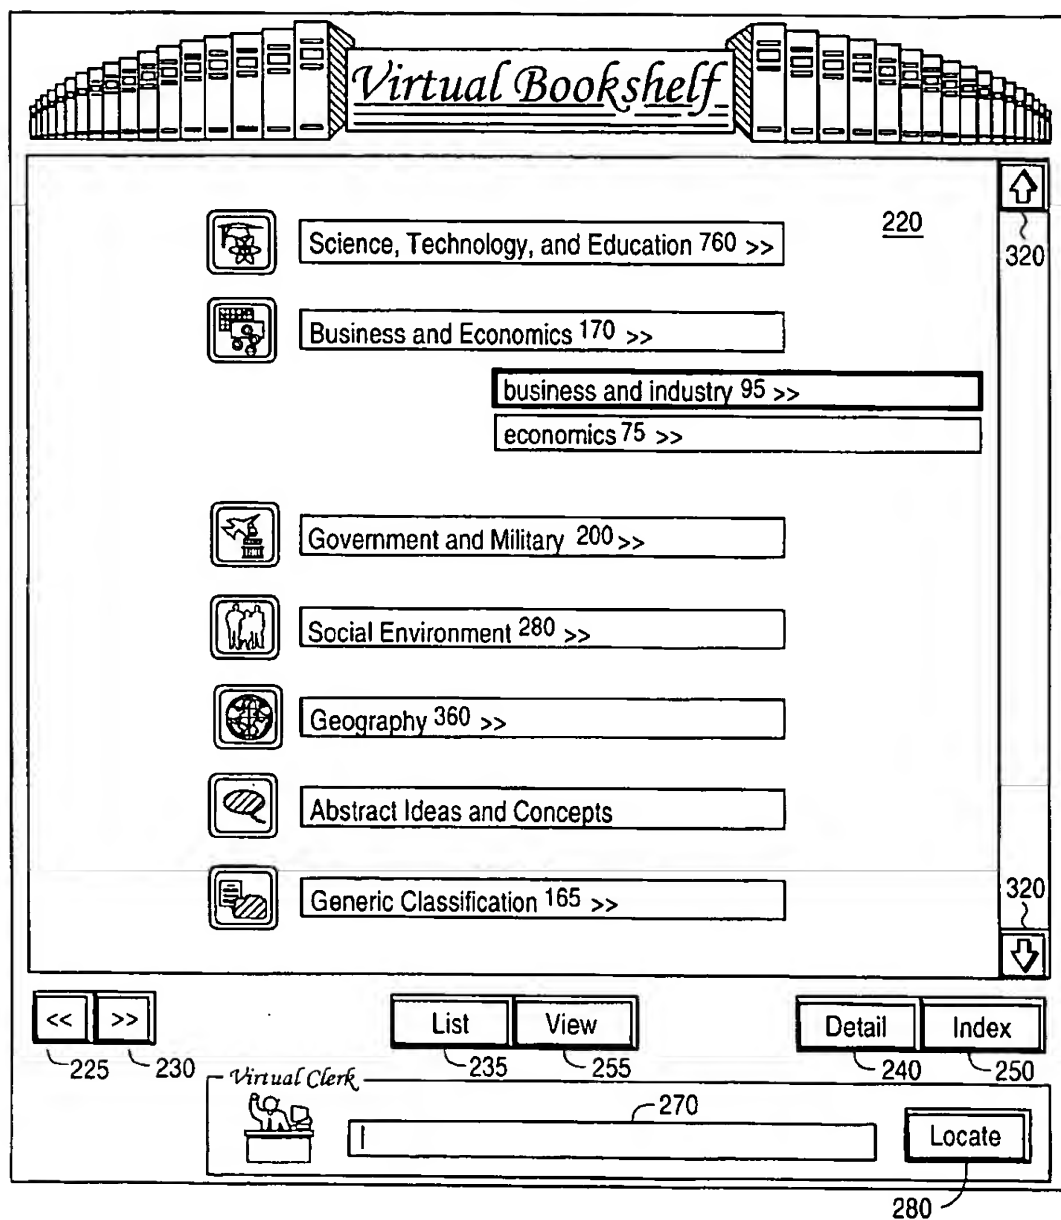 Virtual Bookshelf
220
320
Science, Technology, and Education 760 >>
Business and Economics 170 >>
business and industry 95 >>
economics 75 >>
Government and Military 200 >>
Social Environment 280 >>
Geography 360 >>
Abstract Ideas and Concepts
Generic Classification 165 >>
320
<< >> List View Detail Index
225 230 235 255 240 250
Virtual Clerk
270
Locate
280